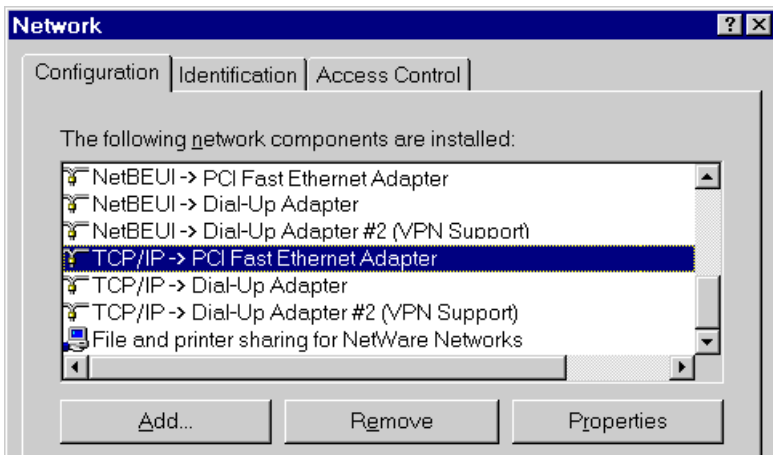 Network
Configuration Identification Access Control
The following network components are installed:
NetBEUI -> PCI Fast Ethernet Adapter
NetBEUI -> Dial-Up Adapter
NetBEUI -> Dial-Up Adapter #2 (VPN Support)
TCP/IP -> PCI Fast Ethernet Adapter
TCP/IP -> Dial-Up Adapter
TCP/IP -> Dial-Up Adapter #2 (VPN Support)
File and printer sharing for NetWare Networks
Add... Remove Properties